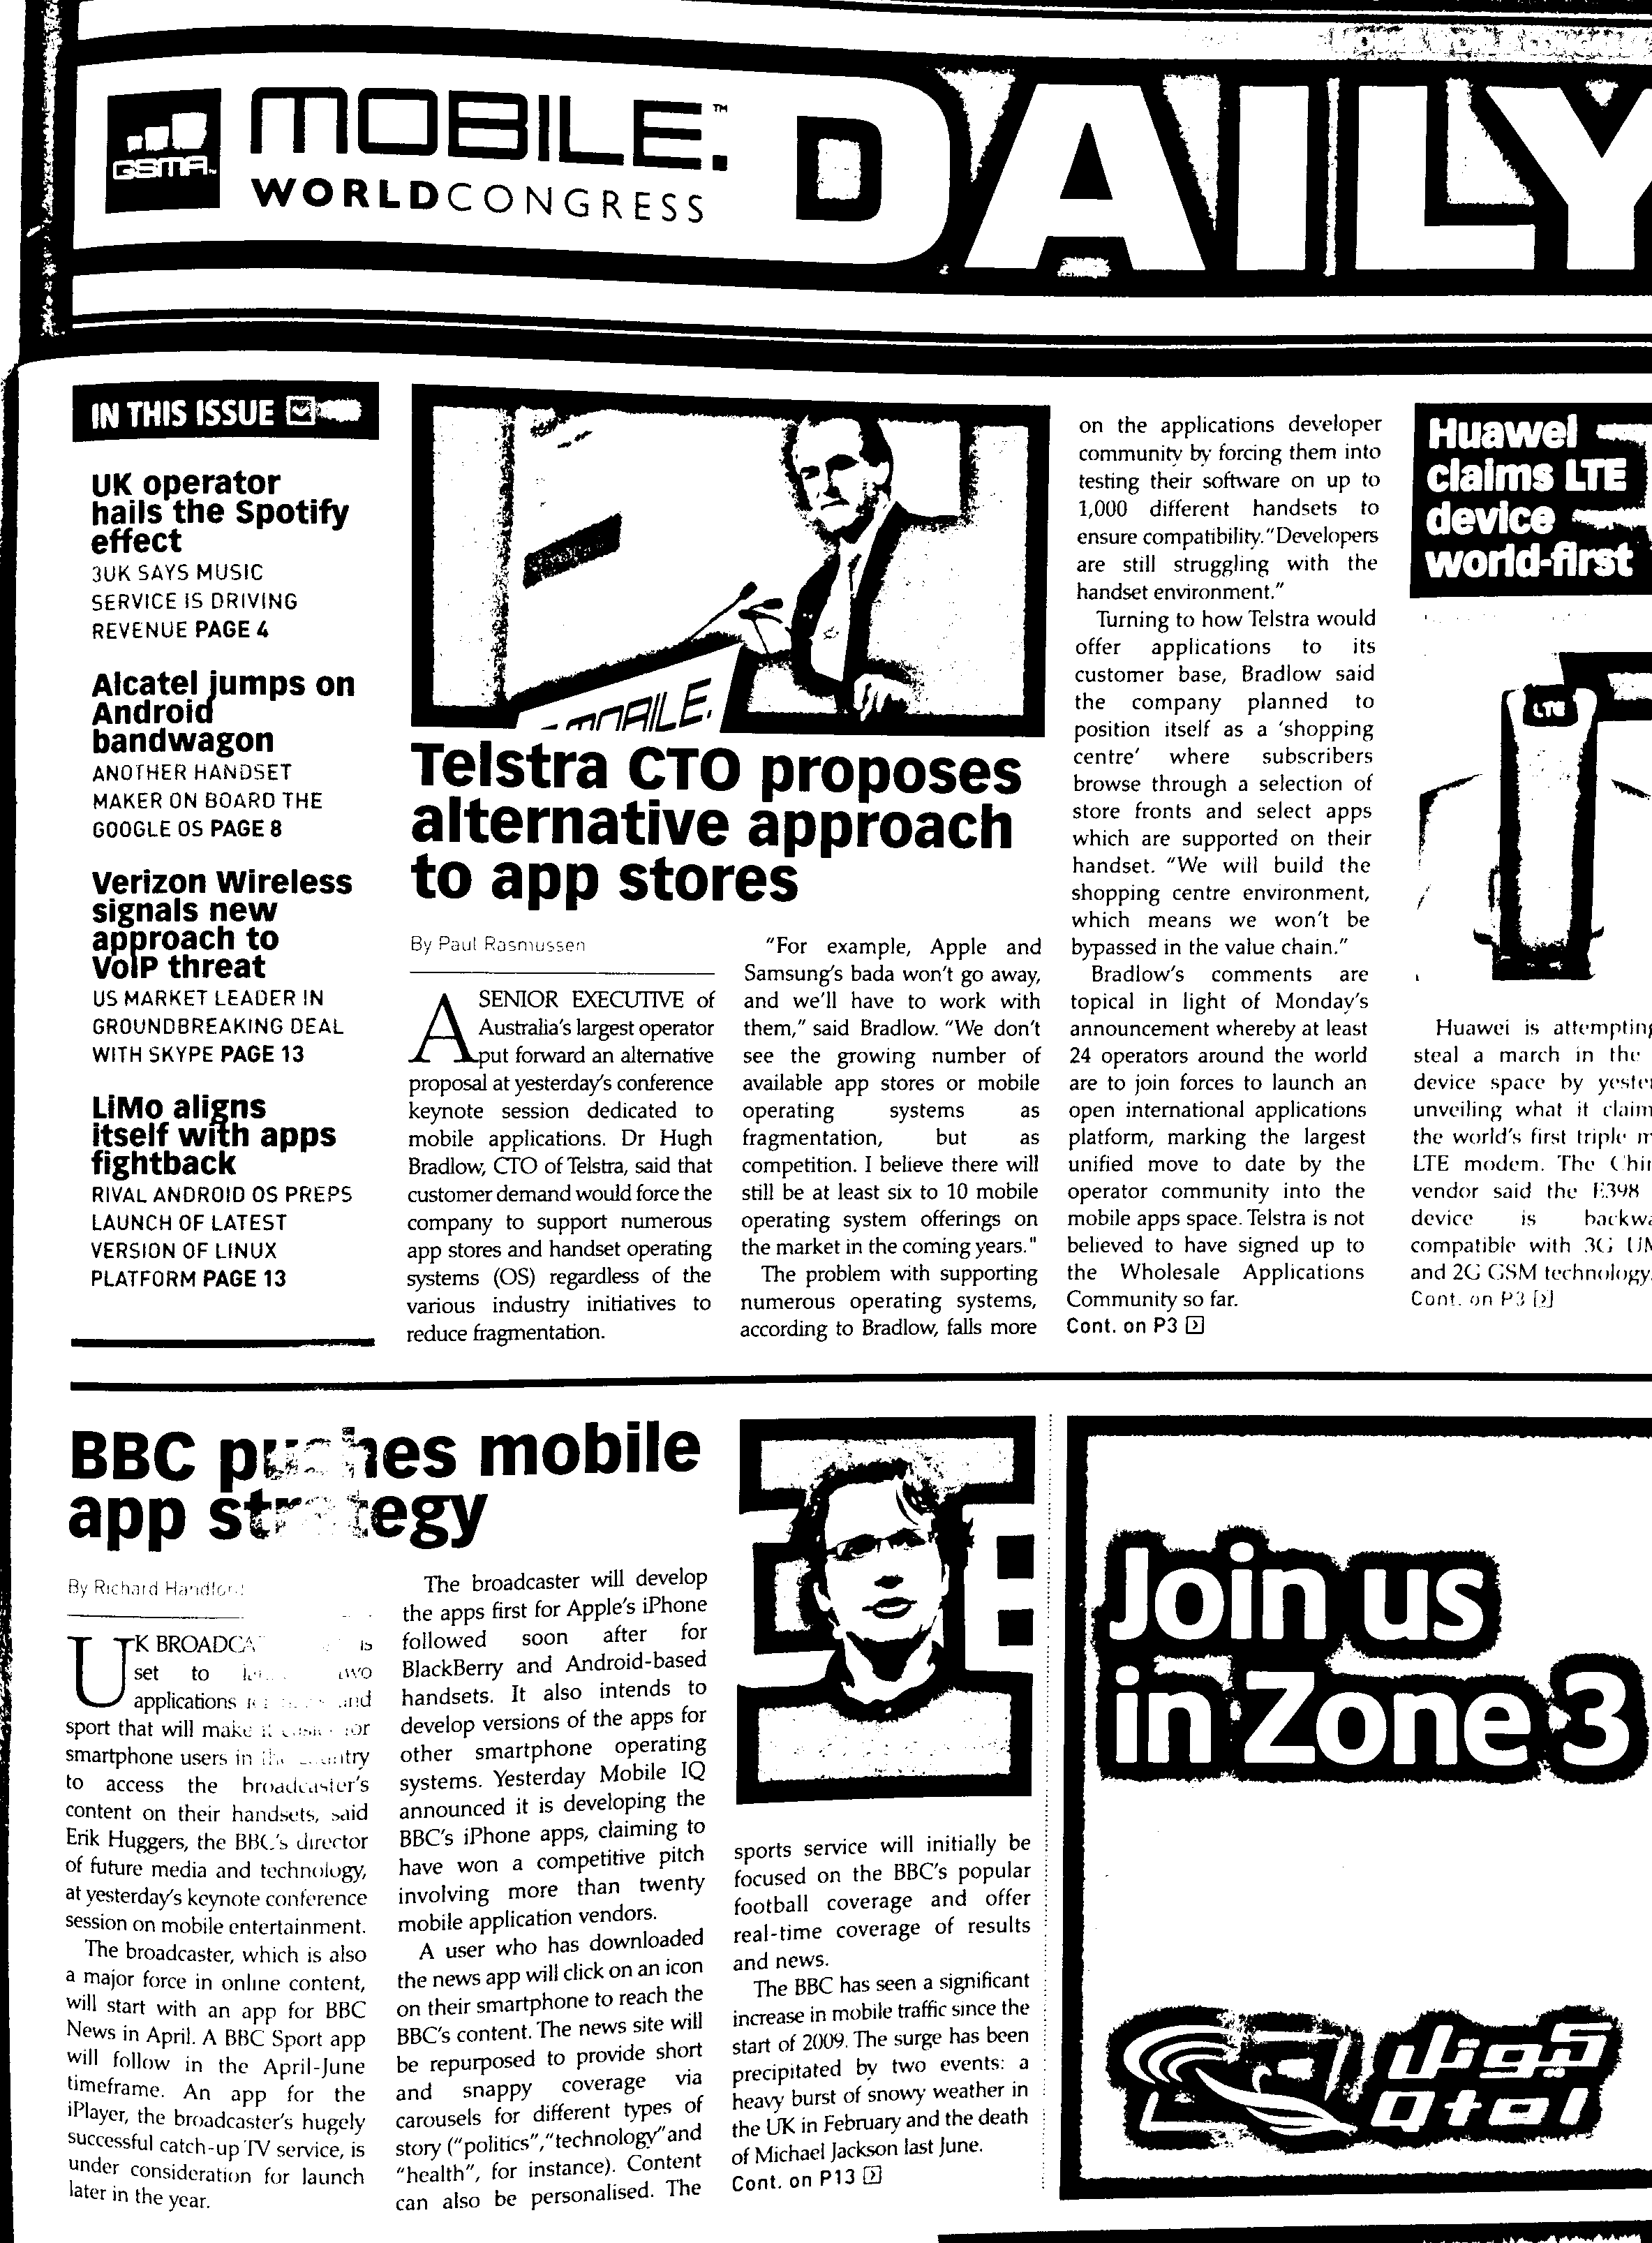 GSMA
MOBILE.™
WORLDCONGRESS
DAILY
IN THIS ISSUE
UK operator
hails the Spotify
effect
3UK SAYS MUSIC
SERVICE IS DRIVING
REVENUE PAGE 4
Alcatel jumps on
Android
bandwagon
ANOTHER HANDSET
MAKER ON BOARD THE
GOOGLE OS PAGE 8
Verizon Wireless
signals new
approach to
VoIP threat
US MARKET LEADER IN
GROUNDBREAKING DEAL
WITH SKYPE PAGE 13
LiMo aligns
itself with apps
fightback
RIVAL ANDROID OS PREPS
LAUNCH OF LATEST
VERSION OF LINUX
PLATFORM PAGE 13
MOBILE.
Telstra CTO proposes
alternative approach
to app stores
By Paul Rasmussen
A SENIOR EXECUTIVE of
Australia's largest operator
put forward an alternative
proposal at yesterday's conference
keynote session dedicated to
mobile applications. Dr Hugh
Bradlow, CTO of Telstra, said that
customer demand would force the
company to support numerous
app stores and handset operating
systems (OS) regardless of the
various industry initiatives to
reduce fragmentation.
"For example, Apple and
Samsung's bada won't go away,
and we'll have to work with
them," said Bradlow. "We don't
see the growing number of
available app stores or mobile
operating systems as
fragmentation, but as
competition. I believe there will
still be at least six to 10 mobile
operating system offerings on
the market in the coming years."
The problem with supporting
numerous operating systems,
according to Bradlow, falls more
on the applications developer
community by forcing them into
testing their software on up to
1,000 different handsets to
ensure compatibility. "Developers
are still struggling with the
handset environment."
Turning to how Telstra would
offer applications to its
customer base, Bradlow said
the company planned to
position itself as a 'shopping
centre' where subscribers
browse through a selection of
store fronts and select apps
which are supported on their
handset. "We will build the
shopping centre environment,
which means we won't be
bypassed in the value chain."
Bradlow's comments are
topical in light of Monday's
announcement whereby at least
24 operators around the world
are to join forces to launch an
open international applications
platform, marking the largest
unified move to date by the
operator community into the
mobile apps space. Telstra is not
believed to have signed up to
the Wholesale Applications
Community so far.
Cont. on P3
Huawei
claims LTE
device
world-first
LTE
Huawei is attempting
steal a march in the
device space by
unveiling what it
the world's first triple
LTE modem. The
vendor said the E398
device is
compatible with 3G
and 2G GSM technology
Cont. on P3
BBC pushes mobile
app strategy
By Richard Handford
UK is
set to two
applications and
sport that will make it for
smartphone users in the
to access the broadcaster's
content on their handsets, said
Erik Huggers, the BBC's director
of future media and technology,
at yesterday's keynote conference
session on mobile entertainment.
The broadcaster, which is also
a major force in online content,
will start with an app for BBC
News in April. A BBC Sport app
will follow in the April-June
timeframe. An app for the
iPlayer, the broadcaster's hugely
successful catch-up TV service, is
under consideration for launch
later in the year.
The broadcaster will develop
the apps first for Apple's iPhone
followed soon after for
BlackBerry and Android-based
handsets. It also intends to
develop versions of the apps for
other smartphone operating
systems. Yesterday Mobile IQ
announced it is developing the
BBC's iPhone apps, claiming to
have won a competitive pitch
involving more than twenty
mobile application vendors.
A user who has downloaded
the news app will click on an icon
on their smartphone to reach the
BBC's content. The news site will
be repurposed to provide short
and snappy coverage via
carousels for different types of
story ("politics", "technology" and
"health", for instance). Content
can also be personalised. The
sports service will initially be
focused on the BBC's popular
football coverage and offer
real-time coverage of results
and news.
The BBC has seen a significant
increase in mobile traffic since the
start of 2009. The surge has been
precipitated by two events: a
heavy burst of snowy weather in
the UK in February and the death
of Michael Jackson last June.
Cont. on P13
Join us
in Zone 3
كيوتل
Qtel